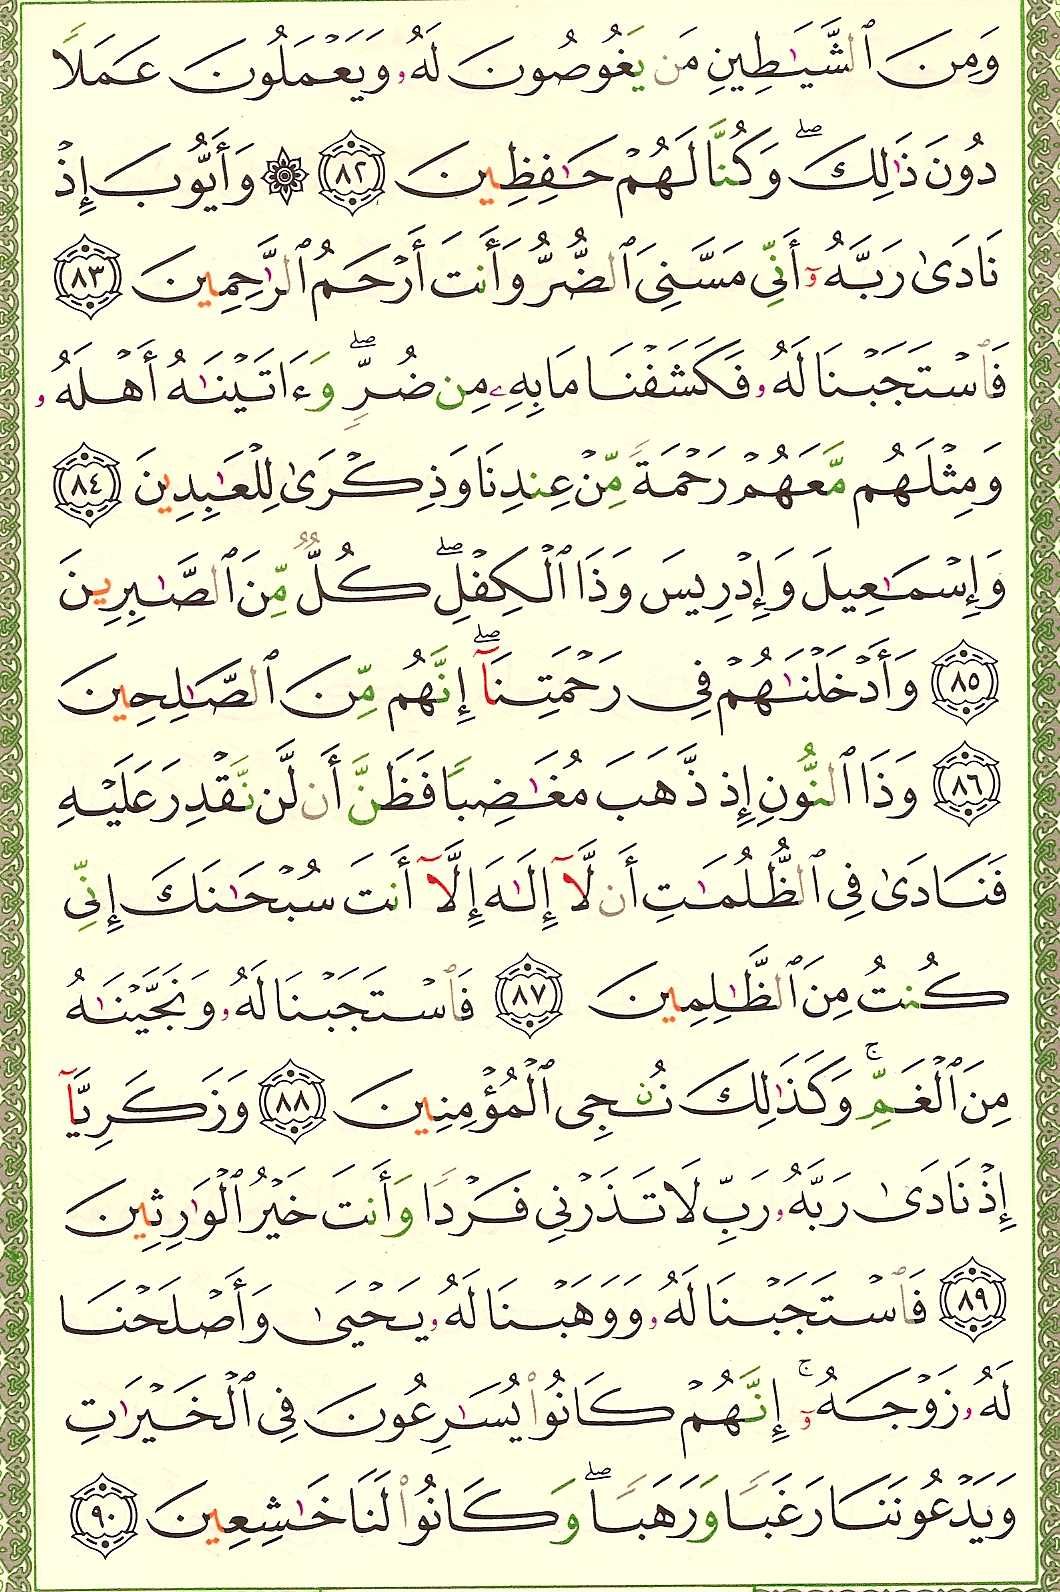 وَمِنَ ٱلشَّيَـٰطِينِ مَن يَغُوصُونَ لَهُۥ وَيَعْمَلُونَ عَمَلًا
دُونَ ذَٰلِكَ ۖ وَكُنَّا لَهُمْ حَـٰفِظِينَ ٨٢ ۞ وَأَيُّوبَ إِذْ
نَادَىٰ رَبَّهُۥٓ أَنِّى مَسَّنِىَ ٱلضُّرُّ وَأَنتَ أَرْحَمُ ٱلرَّٰحِمِينَ ٨٣
فَٱسْتَجَبْنَا لَهُۥ فَكَشَفْنَا مَا بِهِۦ مِن ضُرٍّ ۖ وَءَاتَيْنَـٰهُ أَهْلَهُۥ
وَمِثْلَهُم مَّعَهُمْ رَحْمَةً مِّنْ عِندِنَا وَذِكْرَىٰ لِلْعَـٰبِدِينَ ٨٤
وَإِسْمَـٰعِيلَ وَإِدْرِيسَ وَذَا ٱلْكِفْلِ ۖ كُلٌّ مِّنَ ٱلصَّـٰبِرِينَ
٨٥ وَأَدْخَلْنَـٰهُمْ فِى رَحْمَتِنَآ ۖ إِنَّهُم مِّنَ ٱلصَّـٰلِحِينَ
٨٦ وَذَا ٱلنُّونِ إِذ ذَّهَبَ مُغَـٰضِبًا فَظَنَّ أَن لَّن نَّقْدِرَ عَلَيْهِ
فَنَادَىٰ فِى ٱلظُّلُمَـٰتِ أَن لَّآ إِلَـٰهَ إِلَّآ أَنتَ سُبْحَـٰنَكَ إِنِّى
كُنتُ مِنَ ٱلظَّـٰلِمِينَ ٨٧ فَٱسْتَجَبْنَا لَهُۥ وَنَجَّيْنَـٰهُ
مِنَ ٱلْغَمِّ ۚ وَكَذَٰلِكَ نُـۨجِى ٱلْمُؤْمِنِينَ ٨٨ وَزَكَرِيَّآ
إِذْ نَادَىٰ رَبَّهُۥ رَبِّ لَا تَذَرْنِى فَرْدًا وَأَنتَ خَيْرُ ٱلْوَٰرِثِينَ
٨٩ فَٱسْتَجَبْنَا لَهُۥ وَوَهَبْنَا لَهُۥ يَحْيَىٰ وَأَصْلَحْنَا
لَهُۥ زَوْجَهُۥٓ ۚ إِنَّهُمْ كَانُوا۟ يُسَـٰرِعُونَ فِى ٱلْخَيْرَٰتِ
وَيَدْعُونَنَا رَغَبًا وَرَهَبًا ۖ وَكَانُوا۟ لَنَا خَـٰشِعِينَ ٩٠